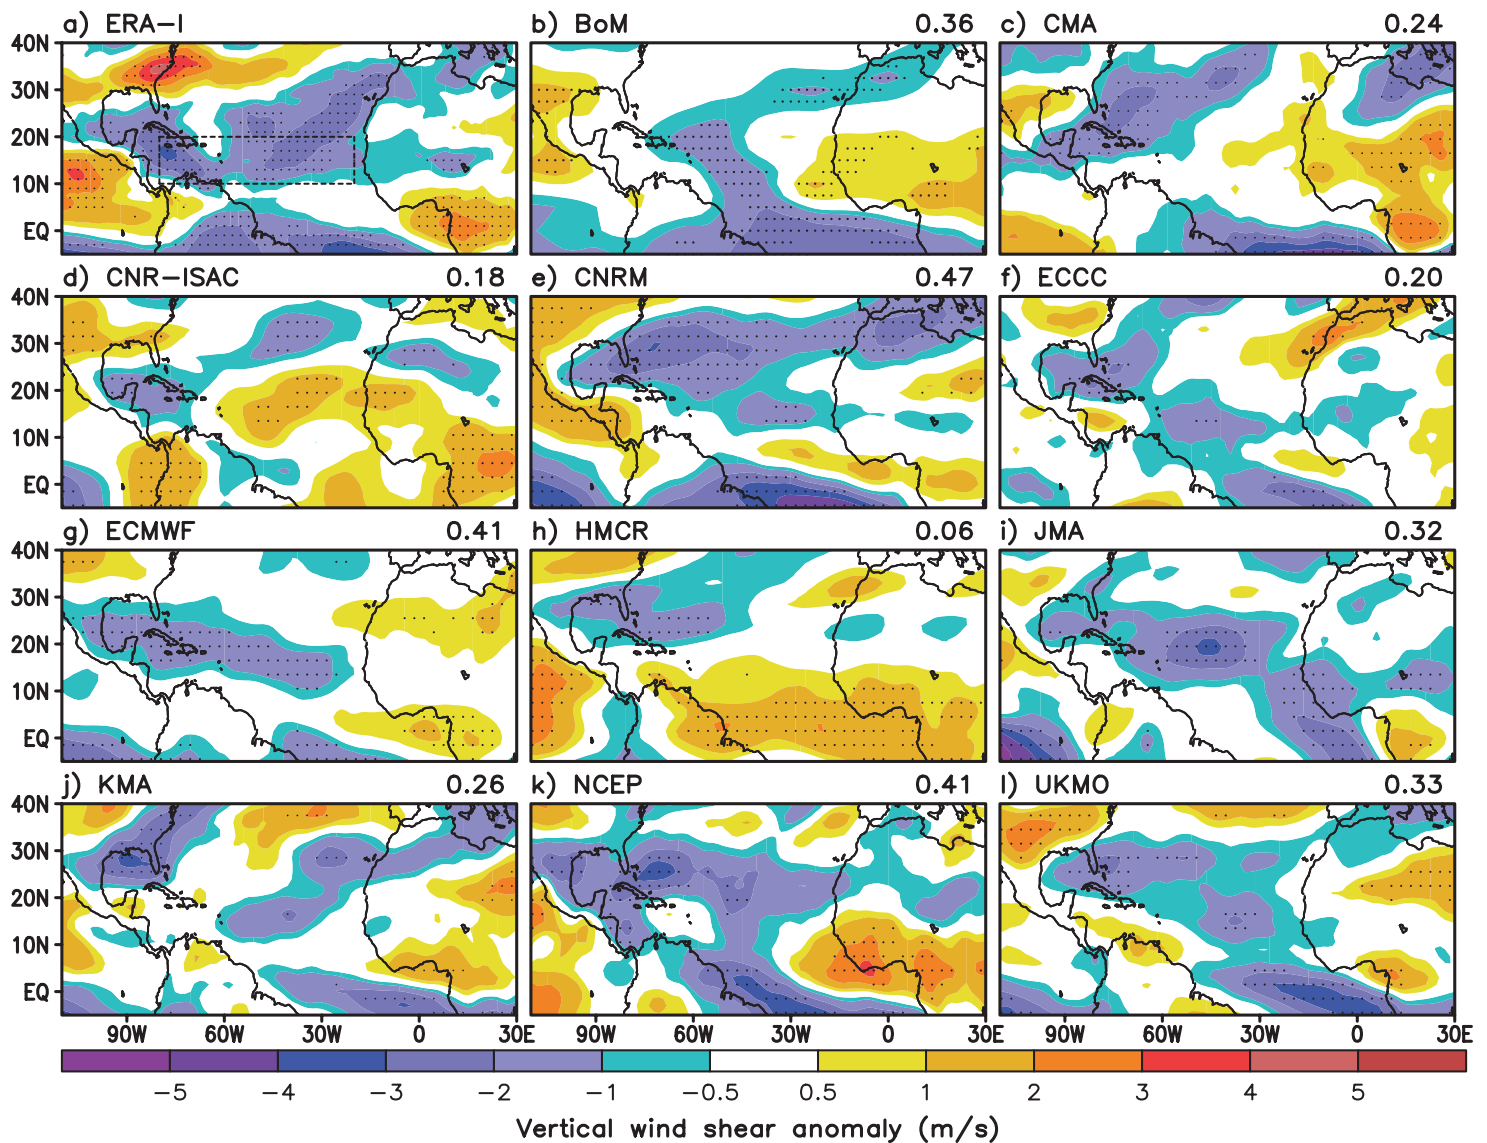 a) ERA−I
b) BoM 0.36
c) CMA 0.24
40N
30N
20N
10N
EQ
d) CNR−ISAC 0.18
e) CNRM 0.47
f) ECCC 0.20
40N
30N
20N
10N
EQ
g) ECMWF 0.41
h) HMCR 0.06
i) JMA 0.32
40N
30N
20N
10N
EQ
j) KMA 0.26
k) NCEP 0.41
l) UKMO 0.33
40N
30N
20N
10N
EQ
90W 60W 30W 0 30E 90W 60W 30W 0 30E 90W 60W 30W 0 30E
−5 −4 −3 −2 −1 −0.5 0.5 1 2 3 4 5
Vertical wind shear anomaly (m/s)